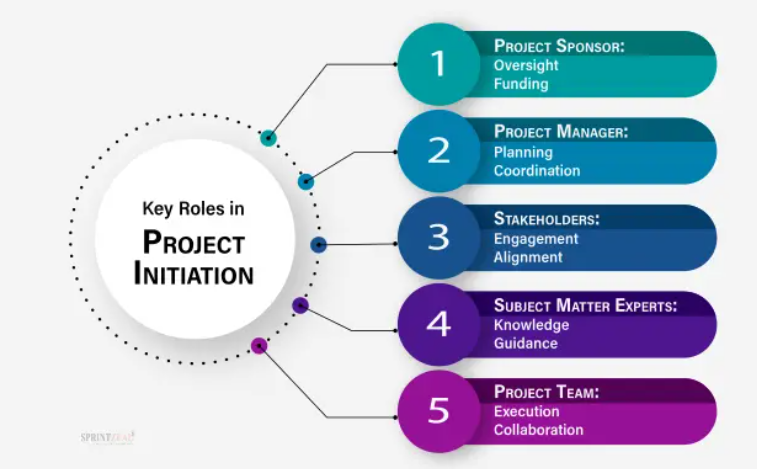 Key Roles in
PROJECT
INITIATION
1
PROJECT SPONSOR:
Oversight
Funding
2
PROJECT MANAGER:
Planning
Coordination
3
STAKEHOLDERS:
Engagement
Alignment
4
SUBJECT MATTER EXPERTS:
Knowledge
Guidance
5
PROJECT TEAM:
Execution
Collaboration
SPRINTZEAL